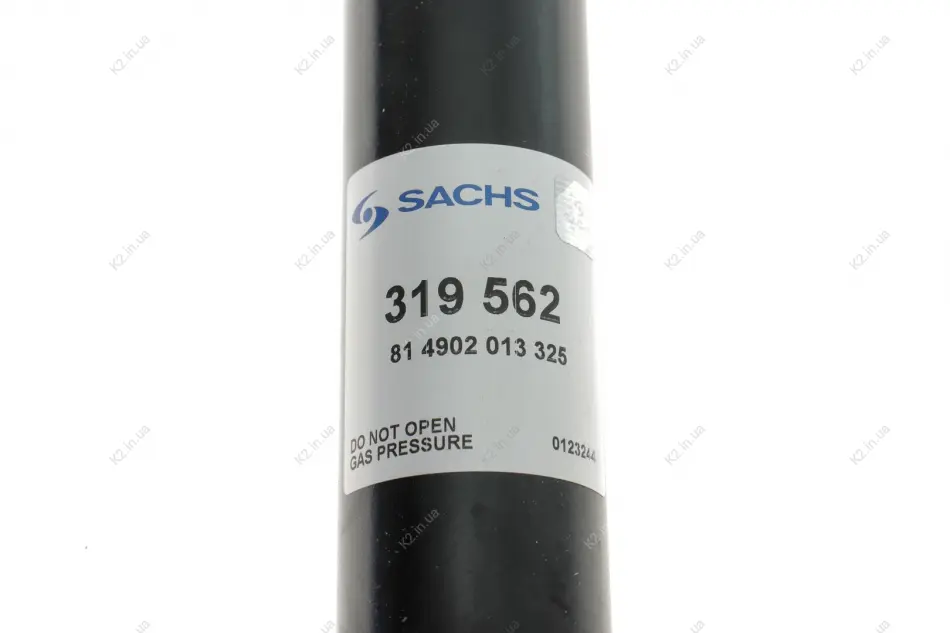 SACHS
319 562
81 4902 013 325
DO NOT OPEN
GAS PRESSURE
0123244
K2.in.ua